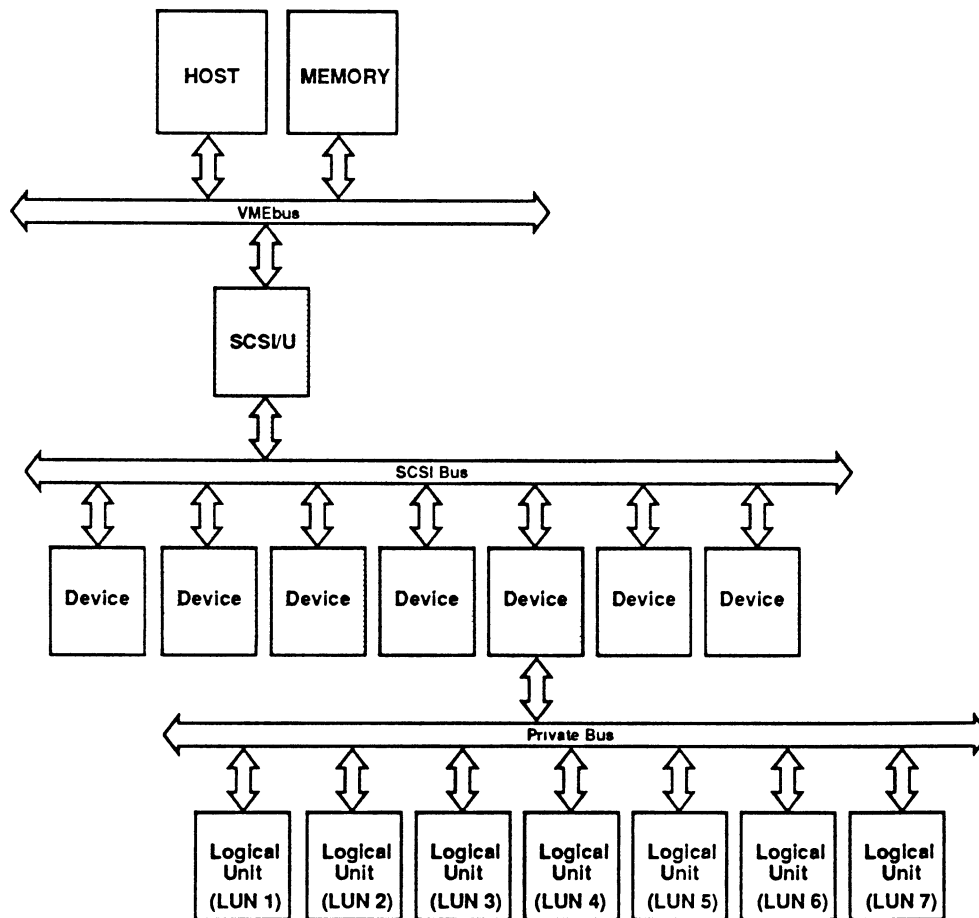 HOST
MEMORY
VMEbus
SCSI/U
SCSI Bus
Device
Device
Device
Device
Device
Device
Device
Private Bus
Logical
Unit
(LUN 1)
Logical
Unit
(LUN 2)
Logical
Unit
(LUN 3)
Logical
Unit
(LUN 4)
Logical
Unit
(LUN 5)
Logical
Unit
(LUN 6)
Logical
Unit
(LUN 7)